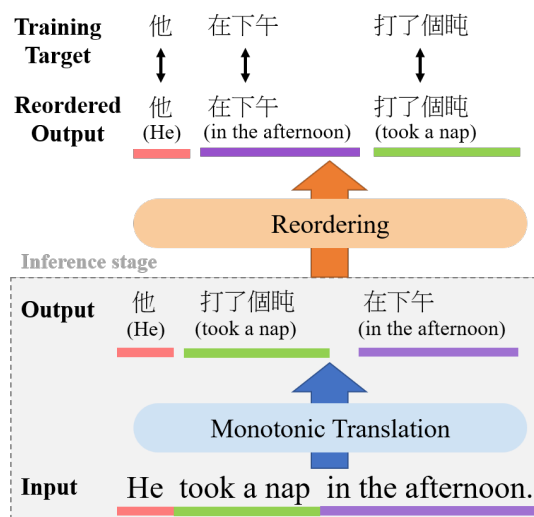 Training Target 他 在下午 打了個盹
Reordered Output 他 在下午 打了個盹
(He) (in the afternoon) (took a nap)
Reordering
Inference stage
Output 他 打了個盹 在下午
(He) (took a nap) (in the afternoon)
Monotonic Translation
Input He took a nap in the afternoon.